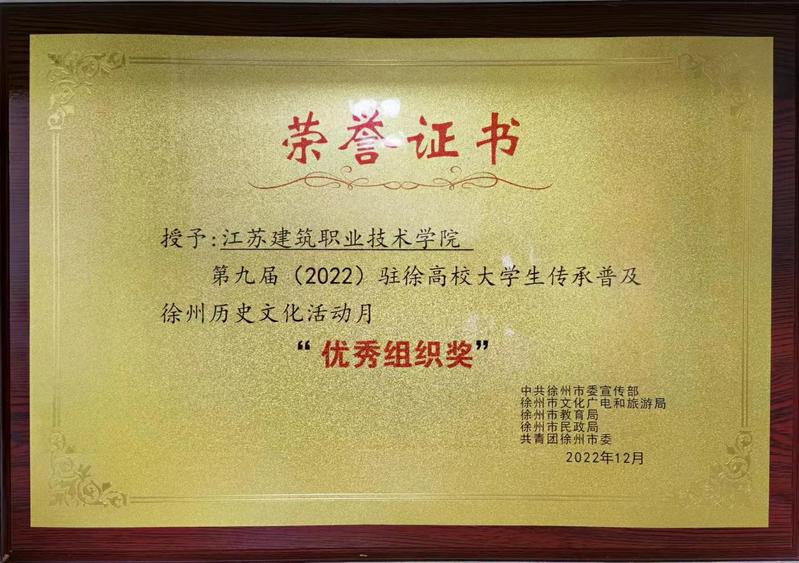 荣誉证书
授予:江苏建筑职业技术学院
第九届（2022）驻徐高校大学生传承普及
徐州历史文化活动月
“优秀组织奖”
中共徐州市委宣传部
徐州市文化广电和旅游局
徐州市教育局
徐州市民政局
共青团徐州市委
2022年12月